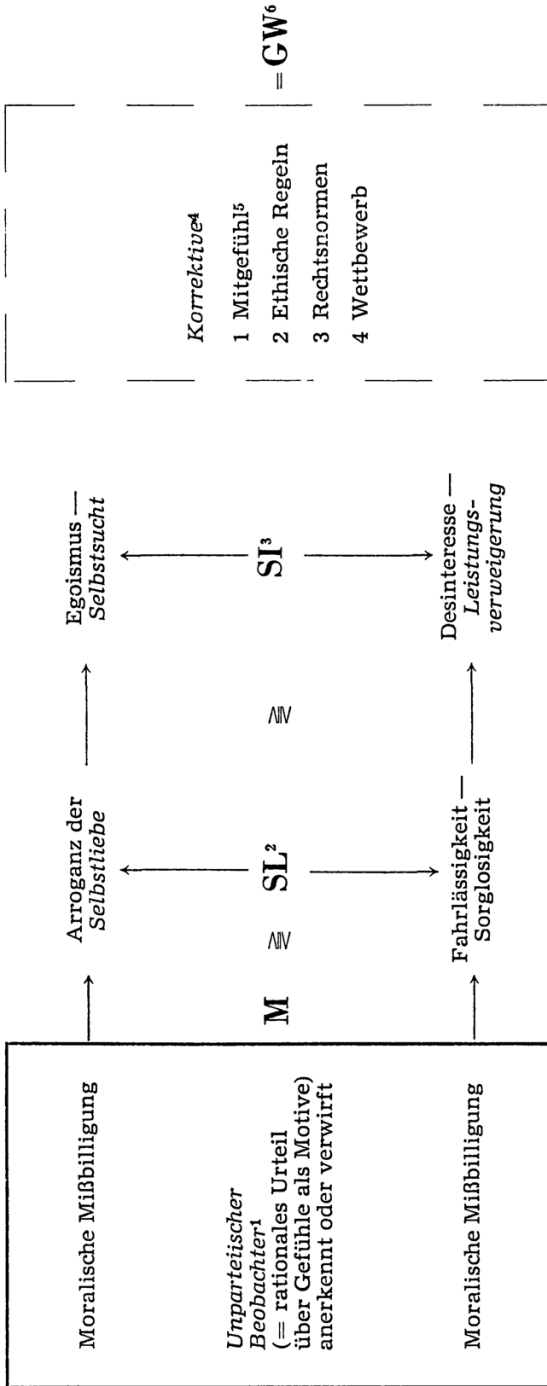 Moralische Mißbilligung
Unparteiischer
Beobachter¹
(= rationales Urteil
über Gefühle als Motive)
anerkennt oder verwirft
Moralische Mißbilligung
Arroganz der
Selbstliebe
M ≧ SL² ≧ SI³
Fahrlässigkeit —
Sorglosigkeit
Egoismus —
Selbstsucht
Desinteresse —
Leistungs-
verweigerung
Korrektive⁴
1 Mitgefühl⁵
2 Ethische Regeln
3 Rechtsnormen
4 Wettbewerb
= GW⁶